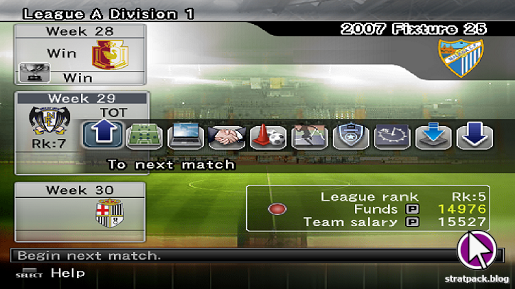 League A Division 1
2007 Fixture 25
Week 28
Win
Win
Week 29
TOT
Rk:7
To next match
Week 30
League rank Rk:5
Funds P 14976
Team salary P 15527
Begin next match.
SELECT Help
stratpack.blog